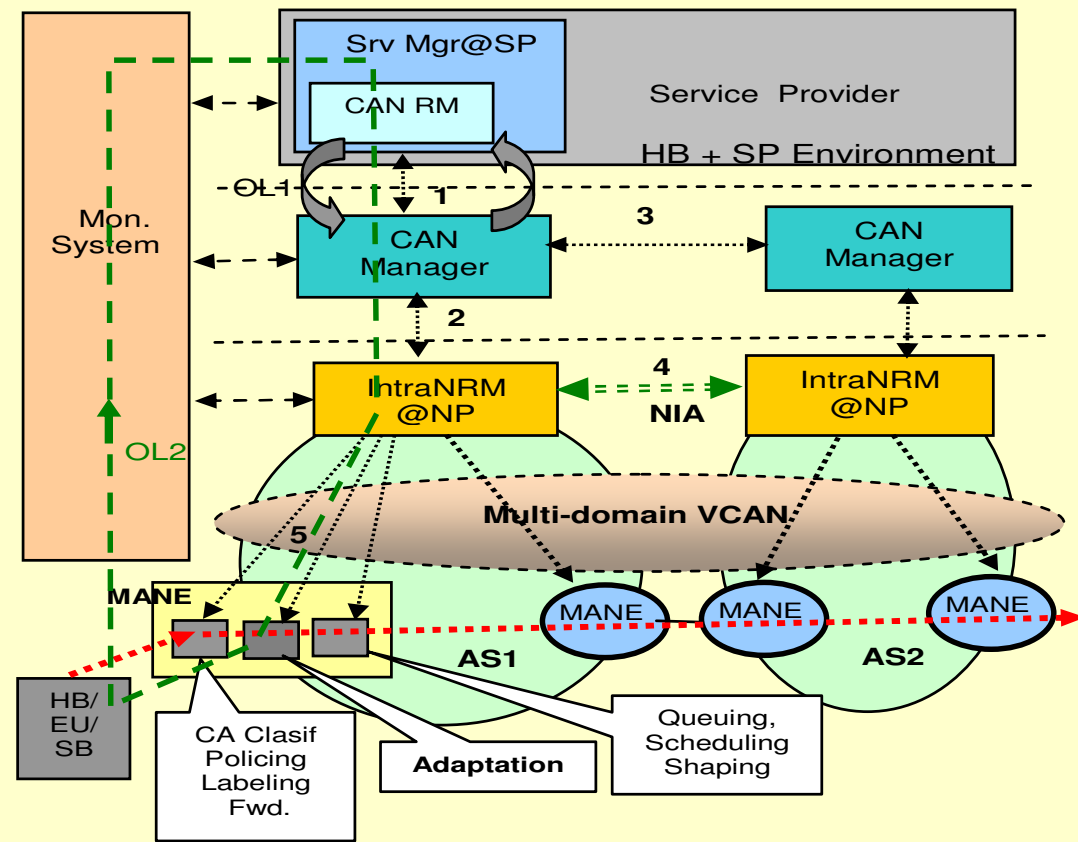 Srv Mgr@SP
CAN RM
Service Provider
HB + SP Environment
OL1
1
3
Mon.
System
CAN
Manager
CAN
Manager
2
4
IntraNRM
@NP
NIA
IntraNRM
@NP
OL2
Multi-domain VCAN
5
MANE
MANE
MANE
MANE
AS1
AS2
HB/
EU/
SB
CA Clasif
Policing
Labeling
Fwd.
Adaptation
Queuing,
Scheduling
Shaping